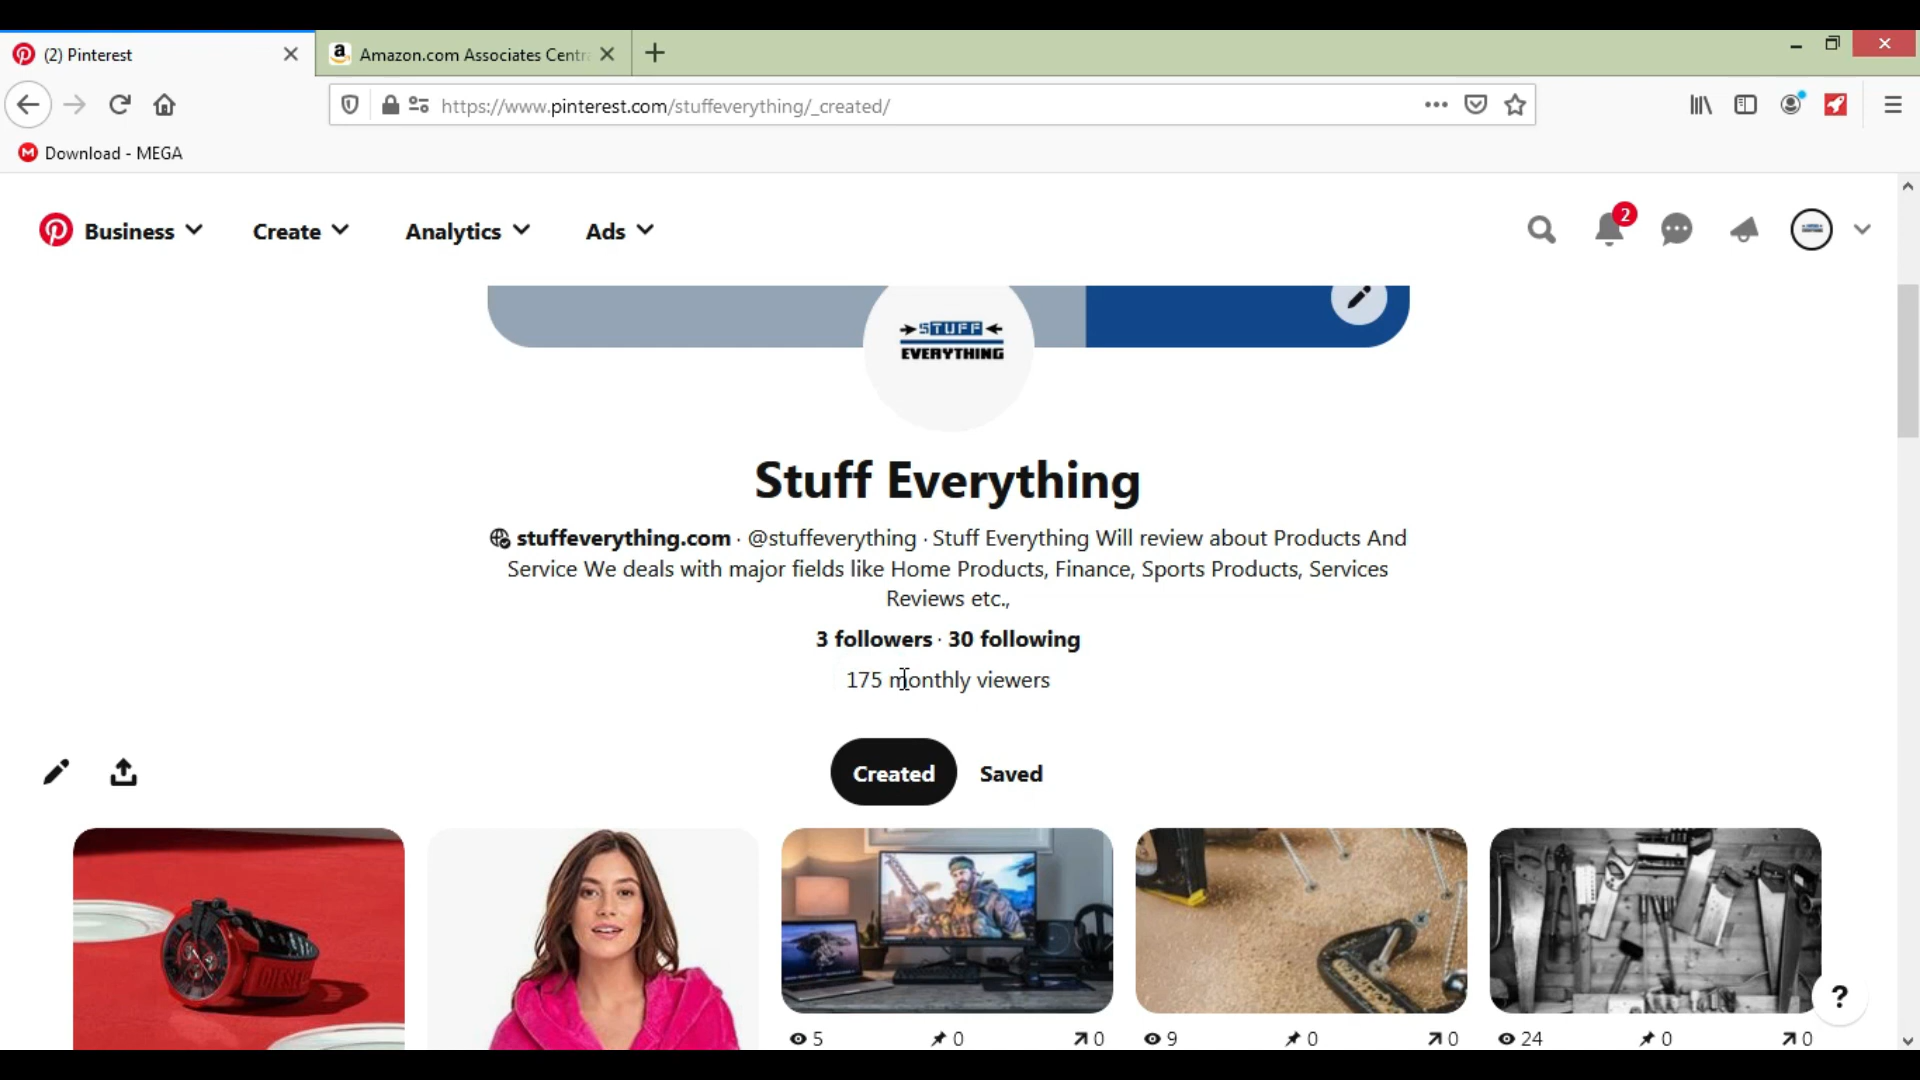 (2) Pinterest
Amazon.com Associates Centr
https://www.pinterest.com/stuffeverything/_created/
Download - MEGA
Business Create Analytics Ads 2
STUFF
EVERYTHING
Stuff Everything
stuffeverything.com · @stuffeverything · Stuff Everything Will review about Products And
Service We deals with major fields like Home Products, Finance, Sports Products, Services
Reviews etc.,
3 followers · 30 following
175 monthly viewers
Created Saved
DIESEL
?
5 0 0 9 0 0 24 0 0